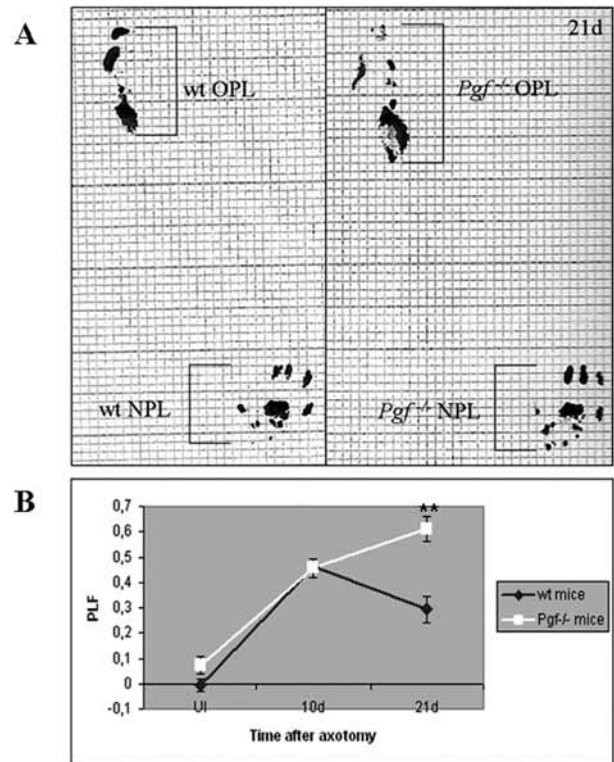 A
21d
wt OPL
Pgf-/- OPL
wt NPL
Pgf-/- NPL
B
0,7
0,6
0,5
0,4
0,3
0,2
0,1
0
-0,1
PLF
**
UI
10d
21d
Time after axotomy
wt mice
Pgf-/- mice